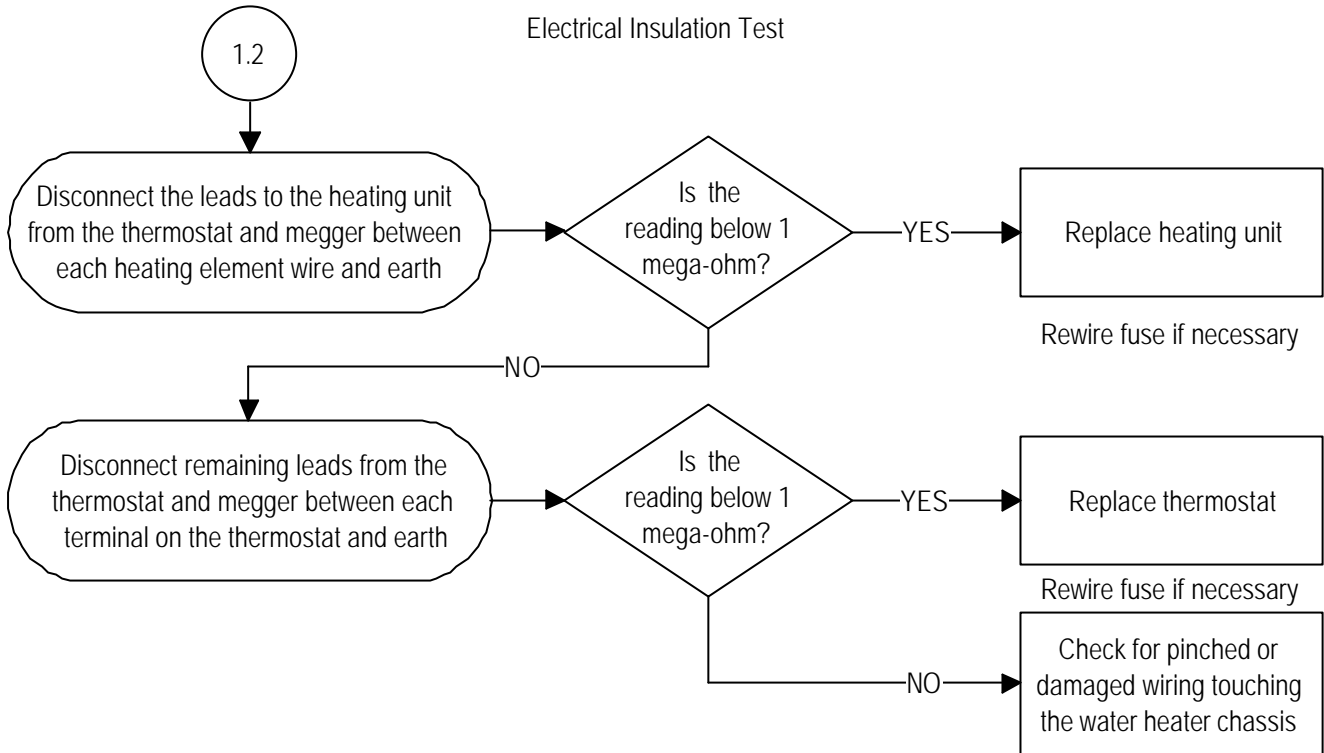 Electrical Insulation Test
1.2
Disconnect the leads to the heating unit
from the thermostat and megger between
each heating element wire and earth
Is the
reading below 1
mega-ohm?
YES
Replace heating unit
Rewire fuse if necessary
NO
Disconnect remaining leads from the
thermostat and megger between each
terminal on the thermostat and earth
Is the
reading below 1
mega-ohm?
YES
Replace thermostat
Rewire fuse if necessary
NO
Check for pinched or
damaged wiring touching
the water heater chassis